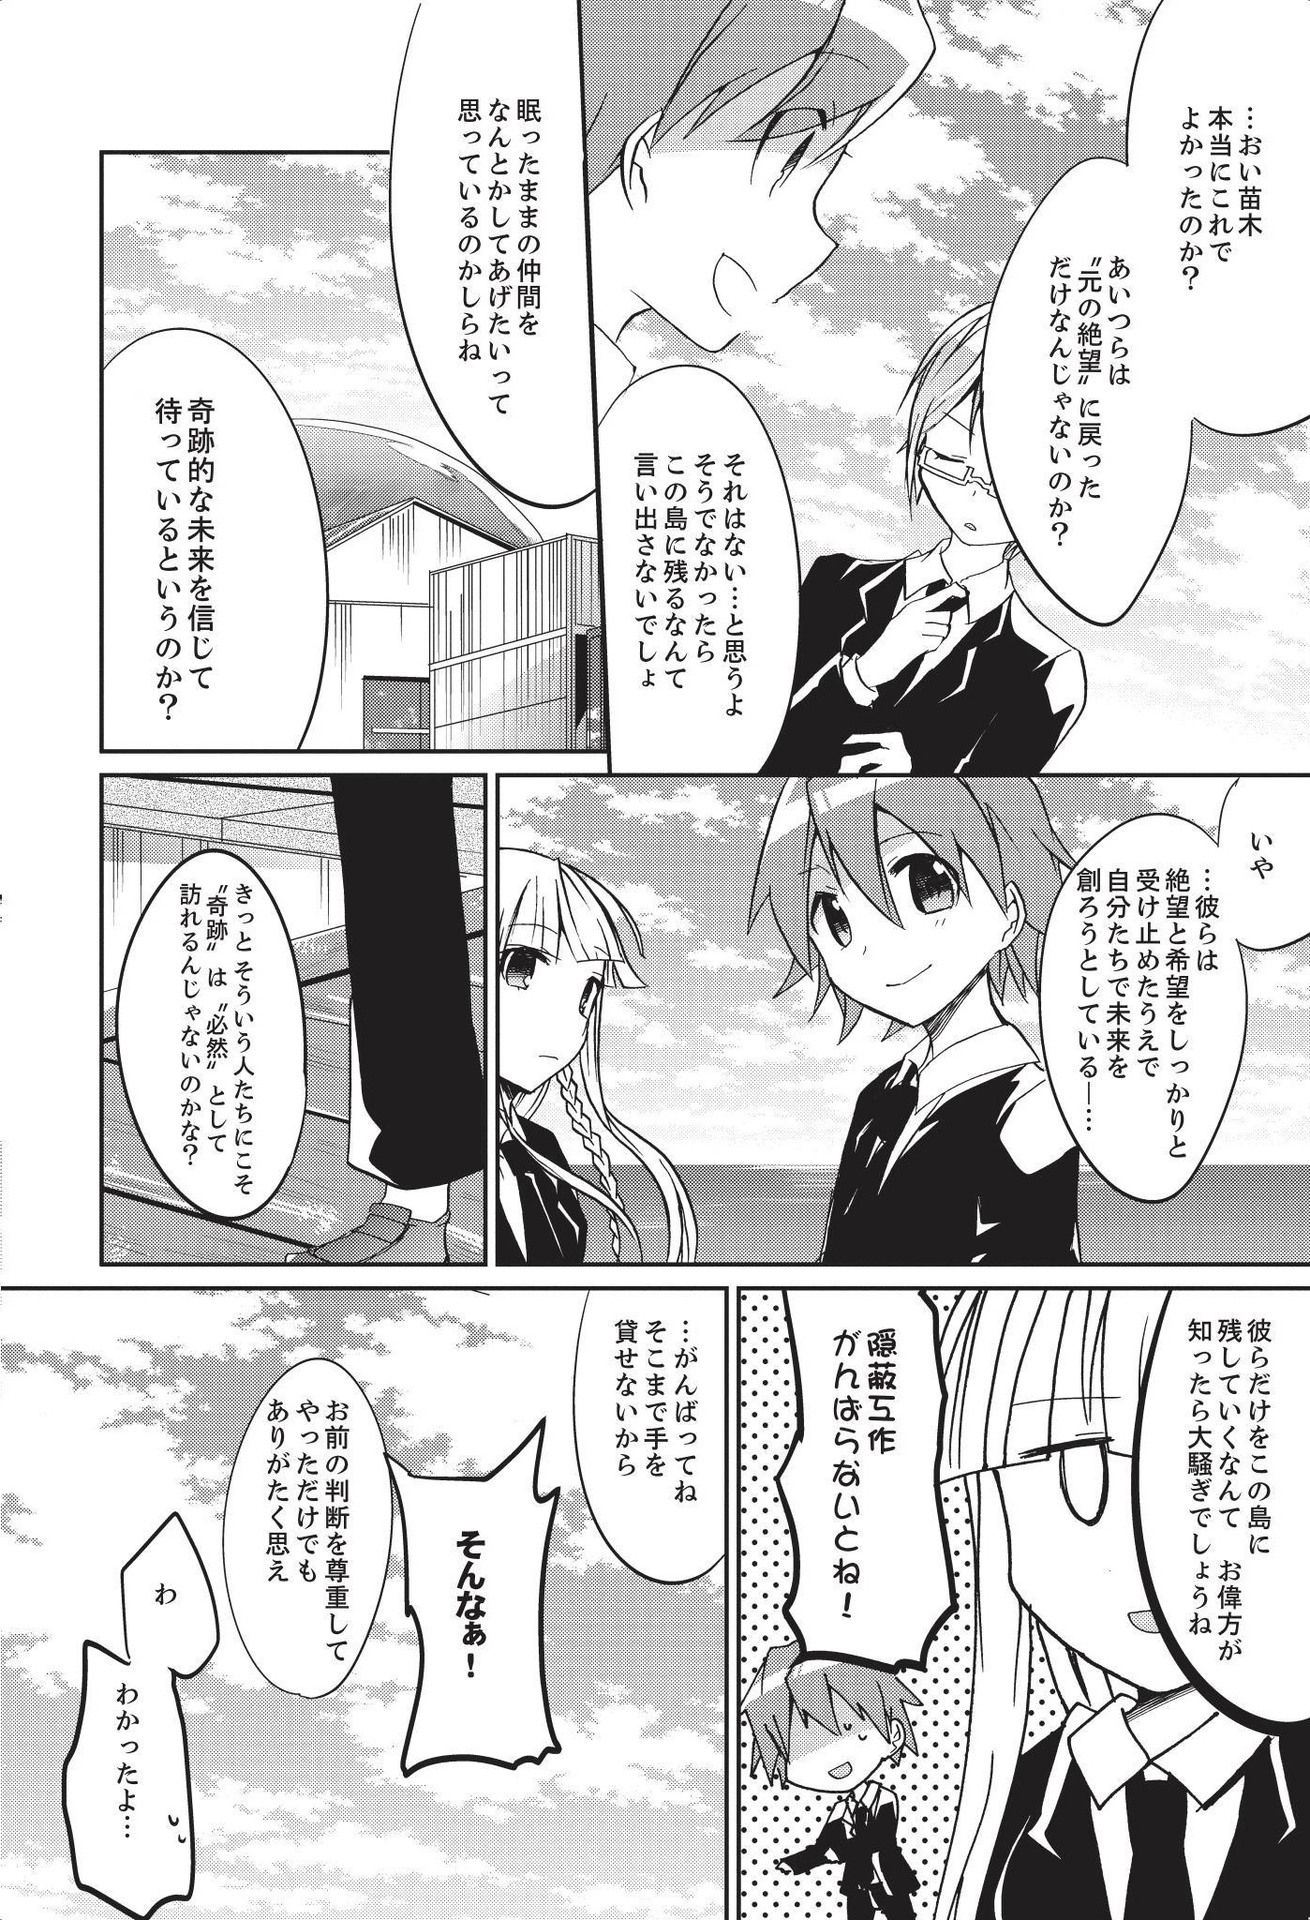 …おい苗木
本当にこれで
よかったのか?
あいつらは
〝元の絶望〟に戻った
だけなんじゃないのか?
それはない…と思うよ
そうでなかったら
この島に残るなんて
言い出さないでしょ
眠ったままの仲間を
なんとかしてあげたいって
思っているのかしらね
奇跡的な未来を信じて
待っているというのか?
いや
…彼らは
絶望と希望をしっかりと
受け止めたうえで
自分たちで未来を
創ろうとしている―…
きっとそういう人たちにこそ
〝奇跡〟は〝必然〟として
訪れるんじゃないのかな?
彼らだけをこの島に
残していくなんて お偉方が
知ったら大騒ぎでしょうね
隠蔽工作
がんばらないとね!
…がんばってね
そこまで手を
貸せないから
そんなぁ!
お前の判断を尊重して
やっただけでも
ありがたく思え
わ
わかったよ…